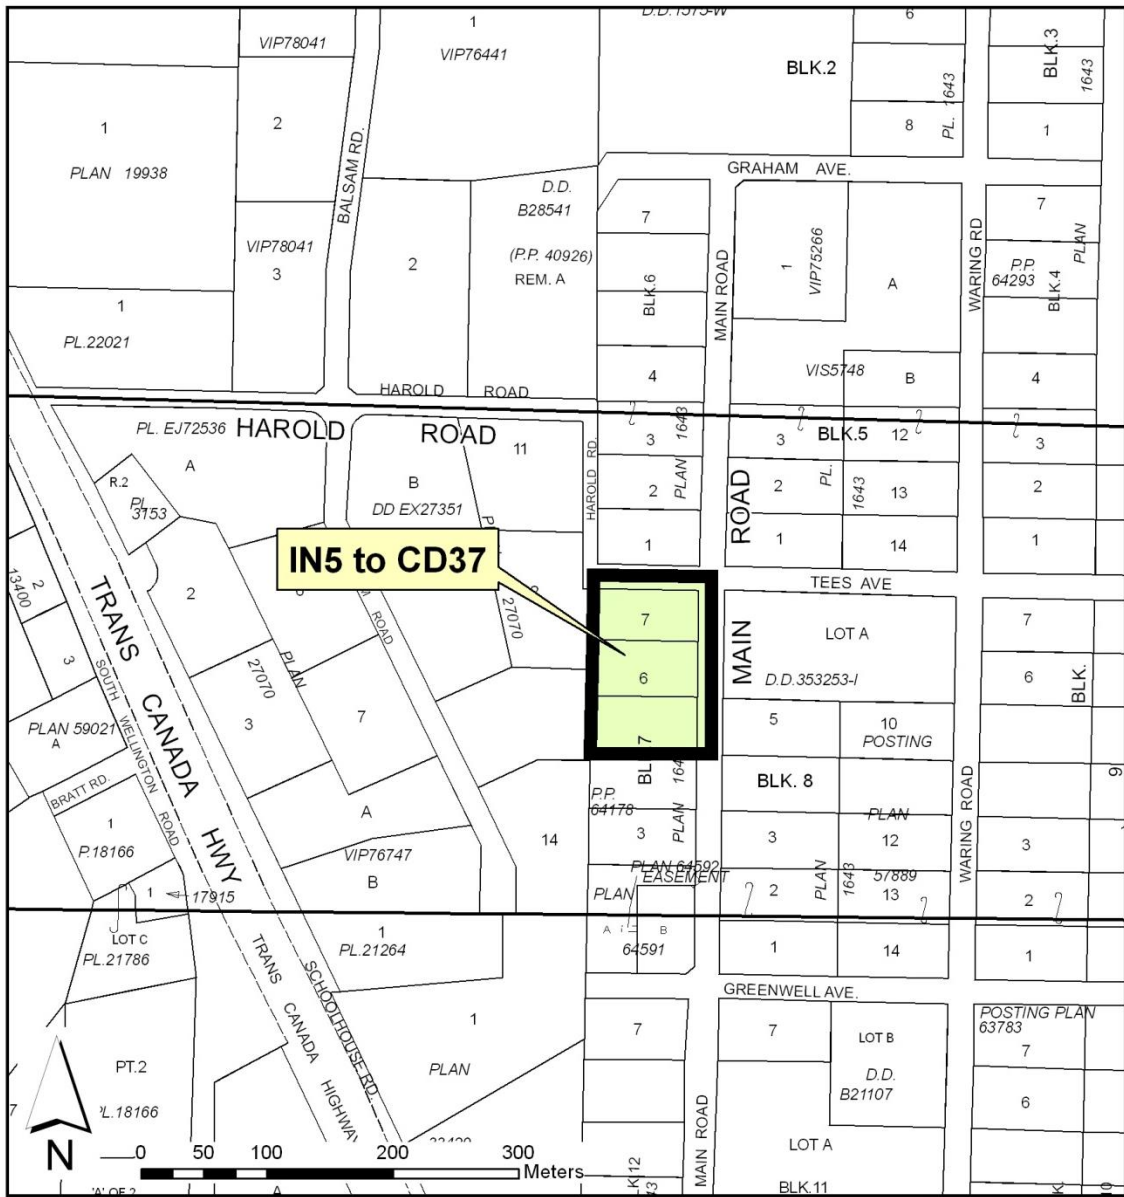 1
VIP78041
VIP76441
D.D.1575-W
6
BLK.2
BLK.3
1643
1
PLAN 19938
2
BALSAM RD.
8
PL. 1643
1
GRAHAM AVE.
D.D.
B28541
(P.P. 40926)
REM. A
VIP78041
3
2
7
BLK.6
MAIN ROAD
1
VIP75266
A
WARING RD
7
PLAN
P.P.
64293
BLK.4
1
PL.22021
4
VIS5748
B
4
HAROLD ROAD
PL. EJ72536
HAROLD ROAD
A
R.2
PL.
3753
B
DD EX27351
11
HAROLD RD.
3
PLAN 1643
2
1
3
BLK.5
12
3
2
PL.
1643
13
2
ROAD
1
14
1
TEES AVE
IN5 to CD37
7
6
MAIN
LOT A
D.D.353253-I
7
6
BLK.
2
13400
3
TRANS CANADA HWY
SOUTH WELLINGTON ROAD
2
PLAN
27070
3
7
ROAD
27070
5
10
POSTING
PLAN 59021
A
BRATT RD.
1
P.18166
A
VIP76747
B
14
P.P.
64178
7
PLAN
3
BLK. 8
3
PLAN
12
WARING ROAD
9
3
PLAN 64592
EASEMENT
PLAN
2
PLAN
1643
57889
13
2
1
17915
LOT C
PL.21786
1
PL.21264
A
B
64591
1
14
1
GREENWELL AVE.
TRANS CANADA HIGHWAY
SCHOOLHOUSE RD.
1
PLAN
7
7
LOT B
D.D.
B21107
POSTING PLAN
63783
7
6
PT.2
7
18166
N
0 50 100 200 300
Meters
MAIN ROAD
LOT A
BLK.11
A